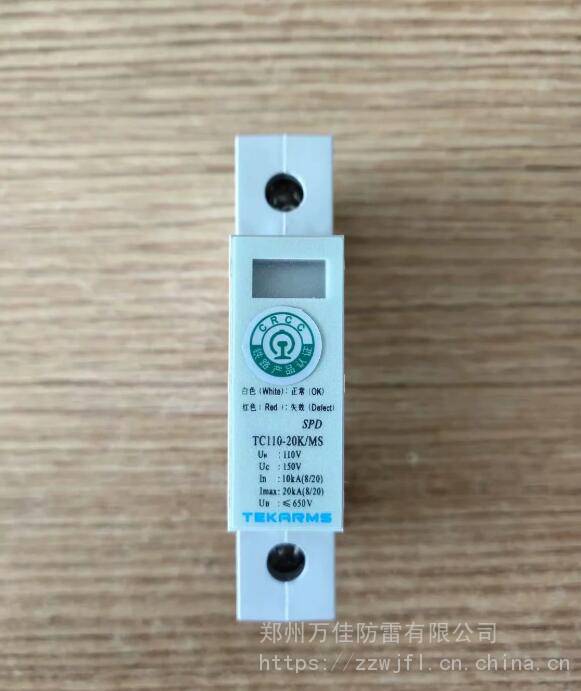 CRCC
铁路产品认证
白色(White):正常(OK)
红色(Red):失效(Defect)
SPD
TC110-20K/MS
UN :110V
UC :150V
In :10kA(8/20)
Imax:20kA(8/20)
UB :≤650V
TEKARMS
郑州万佳防雷有限公司
https://zzwjfl.cn.china.cn